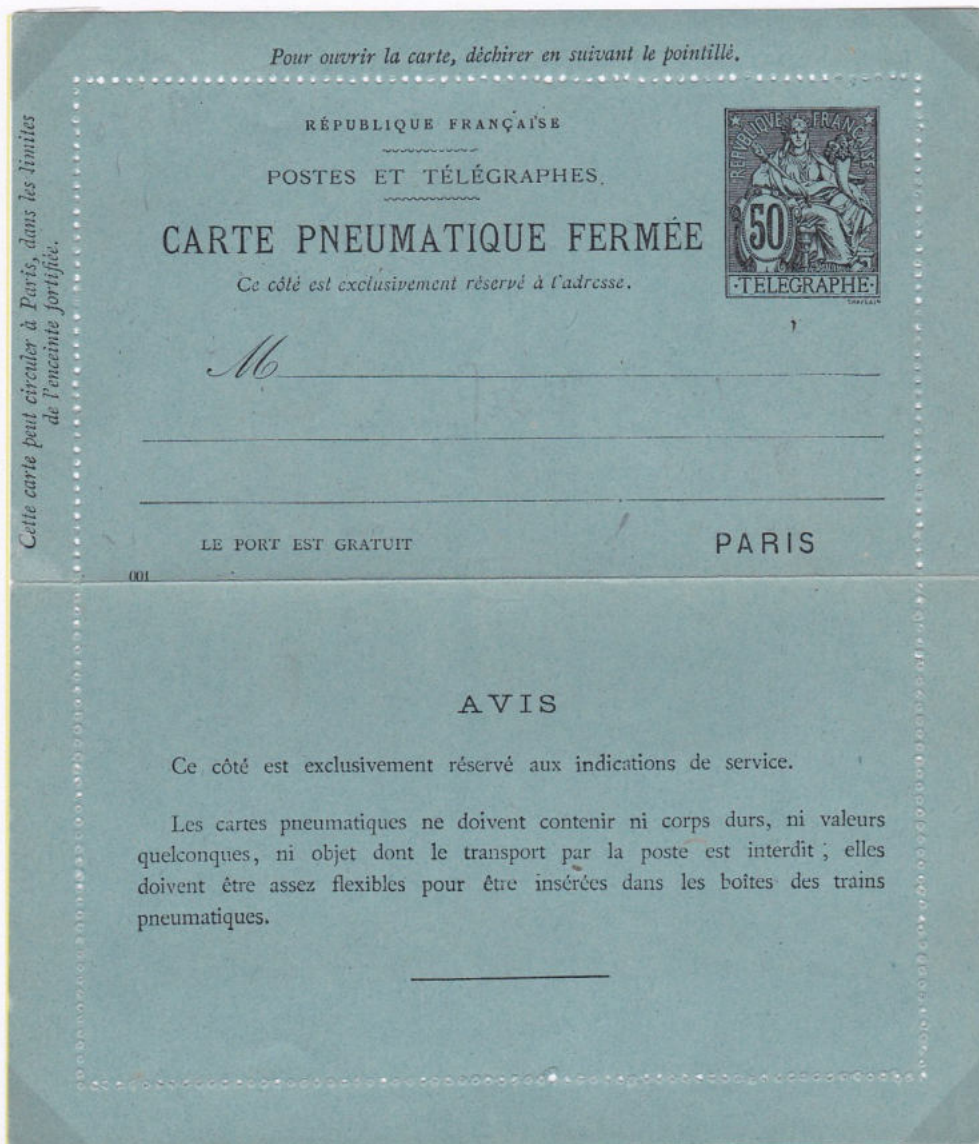 Pour ouvrir la carte, déchirer en suivant le pointillé.
Cette carte peut circuler à Paris, dans les limites
de l'enceinte fortifiée.
RÉPUBLIQUE FRANÇAISE
POSTES ET TÉLÉGRAPHES.
CARTE PNEUMATIQUE FERMÉE
Ce côté est exclusivement réservé à l'adresse.
REPUBLIQUE FRANÇAISE
50
TELEGRAPHE
CHAPLAIN
M
LE PORT EST GRATUIT
PARIS
001
AVIS
Ce côté est exclusivement réservé aux indications de service.
Les cartes pneumatiques ne doivent contenir ni corps durs, ni valeurs
quelconques, ni objet dont le transport par la poste est interdit ; elles
doivent être assez flexibles pour être insérées dans les boîtes des trains
pneumatiques.